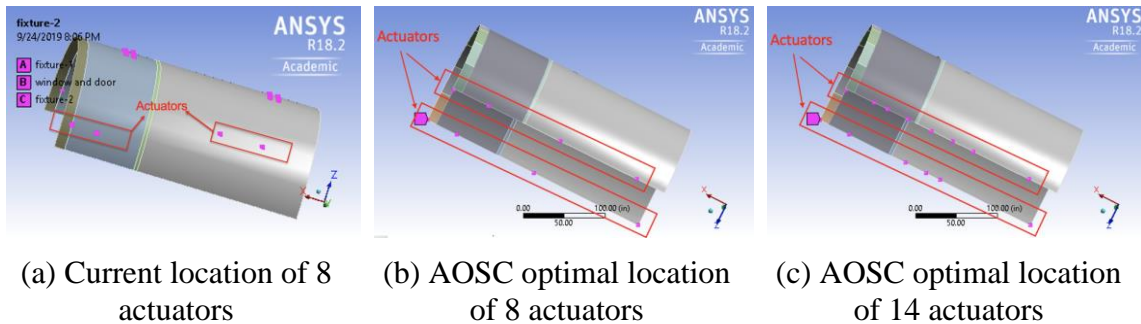 fixture-2
9/24/2019 8:06 PM
A fixture-1
B window and door
C fixture-2
ANSYS
R18.2
Academic
Actuators
X
Z
Actuators
ANSYS
R18.2
Academic
0.00 100.00 (in)
50.00
X
Z
Actuators
ANSYS
R18.2
Academic
0.00 100.00 (in)
50.00
X
Z
(a) Current location of 8
actuators
(b) AOSC optimal location
of 8 actuators
(c) AOSC optimal location
of 14 actuators